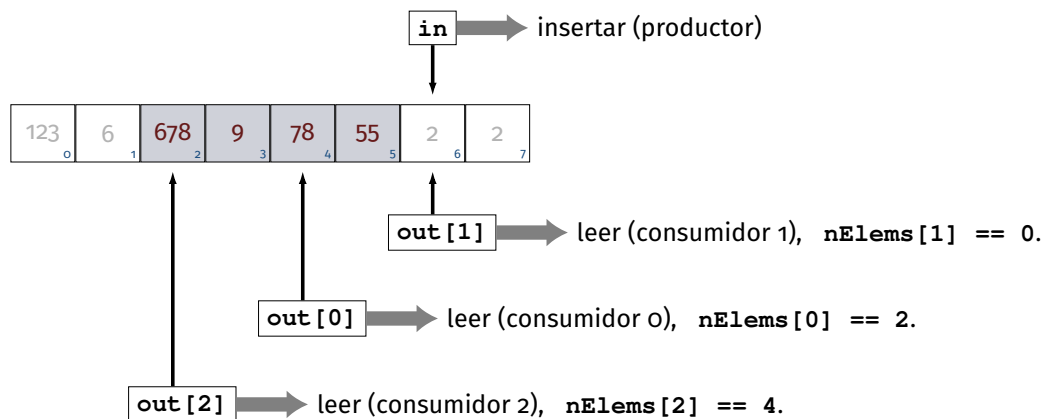 in insertar (productor)
123 6 678 9 78 55 2 2
0 1 2 3 4 5 6 7
out[1] leer (consumidor 1), nElems[1] == 0.
out[0] leer (consumidor 0), nElems[0] == 2.
out[2] leer (consumidor 2), nElems[2] == 4.